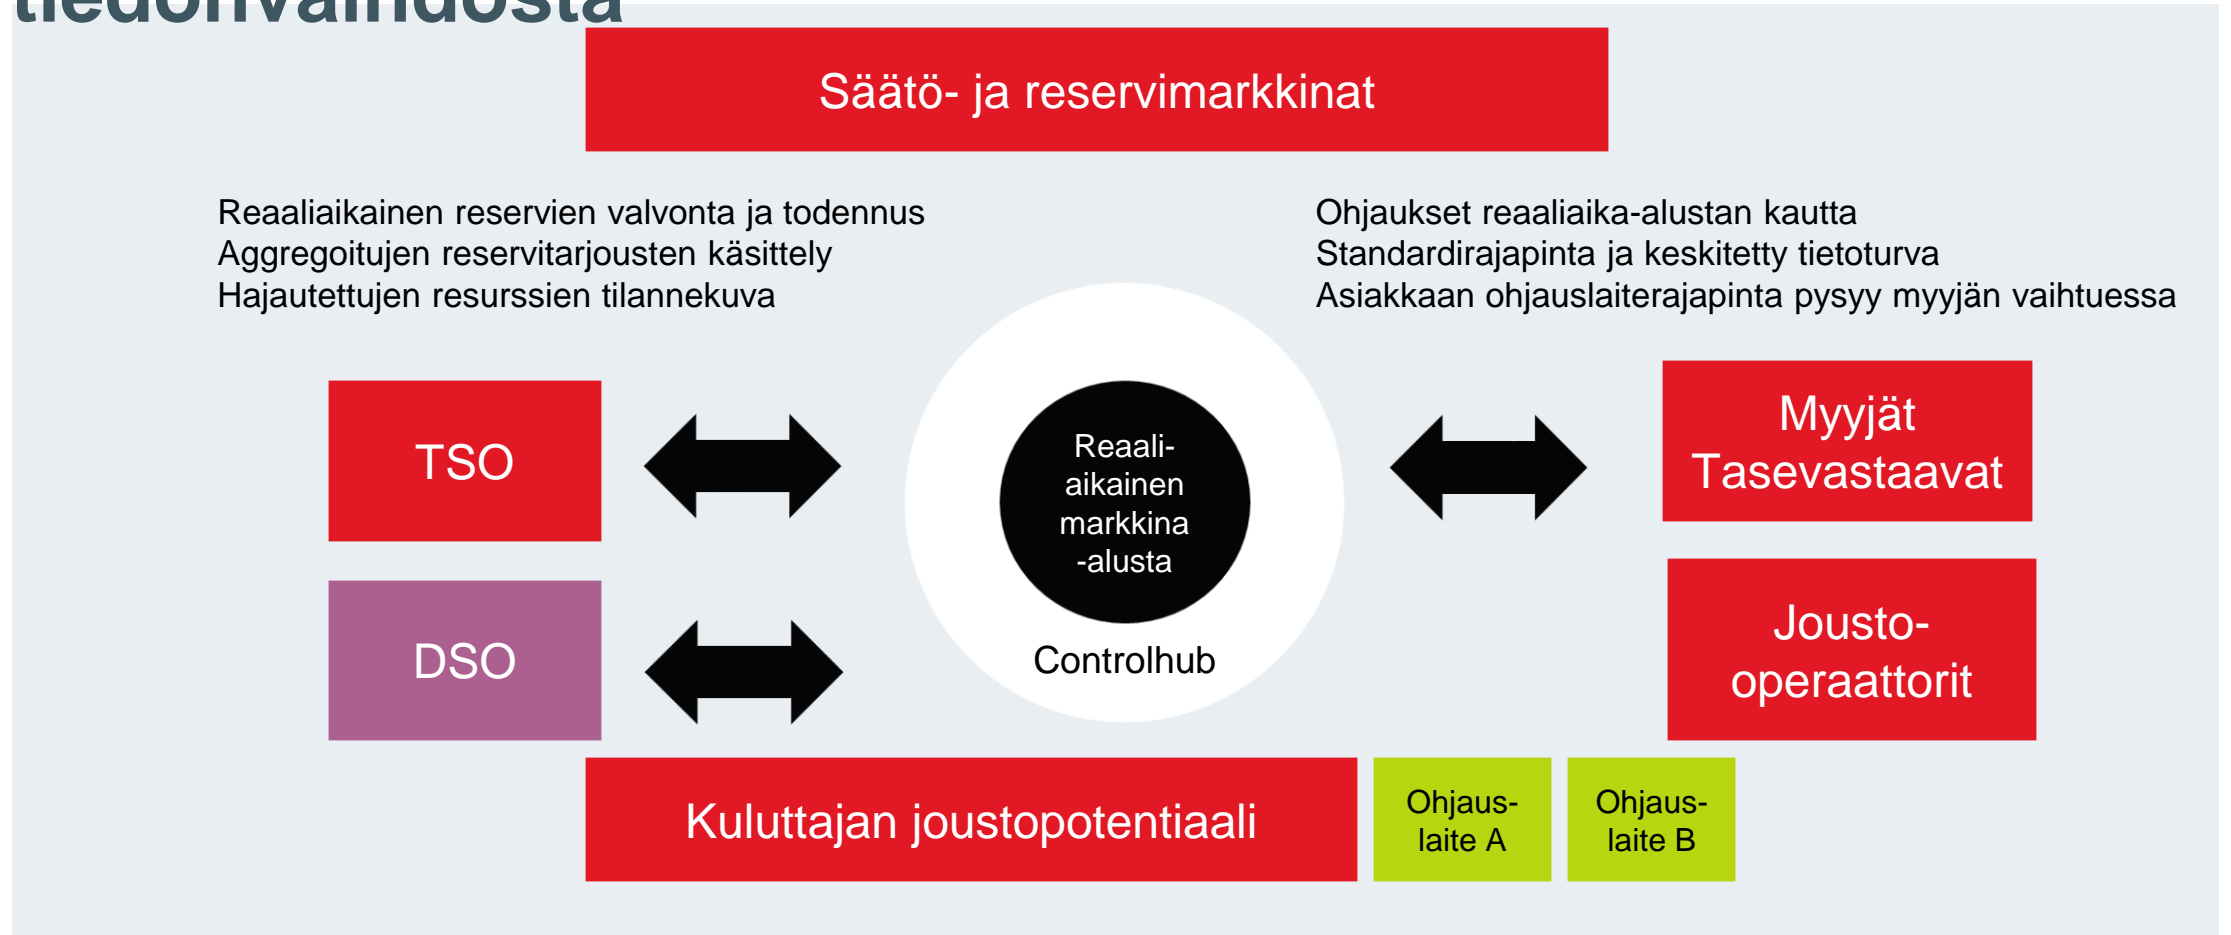 tiedonvaihdosta
Säätö- ja reservimarkkinat
Reaaliaikainen reservien valvonta ja todennus
Aggregoitujen reservitarjousten käsittely
Hajautettujen resurssien tilannekuva
Ohjaukset reaaliaika-alustan kautta
Standardirajapinta ja keskitetty tietoturva
Asiakkaan ohjauslaiterajapinta pysyy myyjän vaihtuessa
TSO
DSO
Reaali-
aikainen
markkina
-alusta
Controlhub
Myyjät
Tasevastaavat
Jousto-
operaattorit
Kuluttajan joustopotentiaali
Ohjaus-
laite A
Ohjaus-
laite B